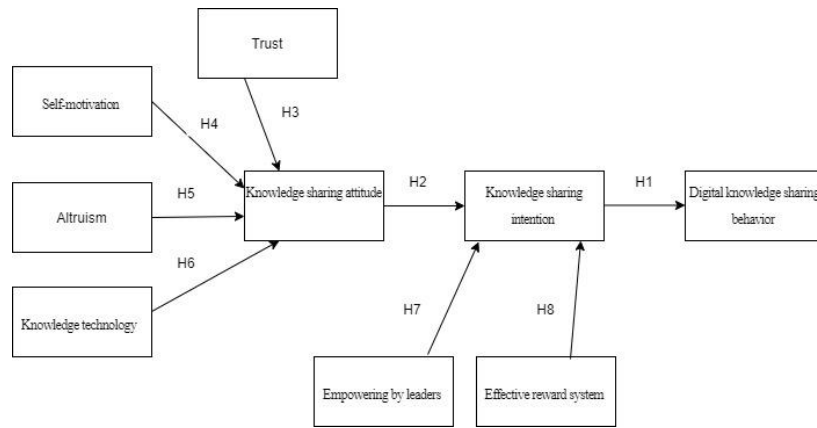 Trust
Self-motivation
H4
H3
Knowledge sharing attitude
H2
Knowledge sharing
intention
H1
Digital knowledge sharing
behavior
Altruism
H5
H6
Knowledge technology
H7
H8
Empowering by leaders
Effective reward system